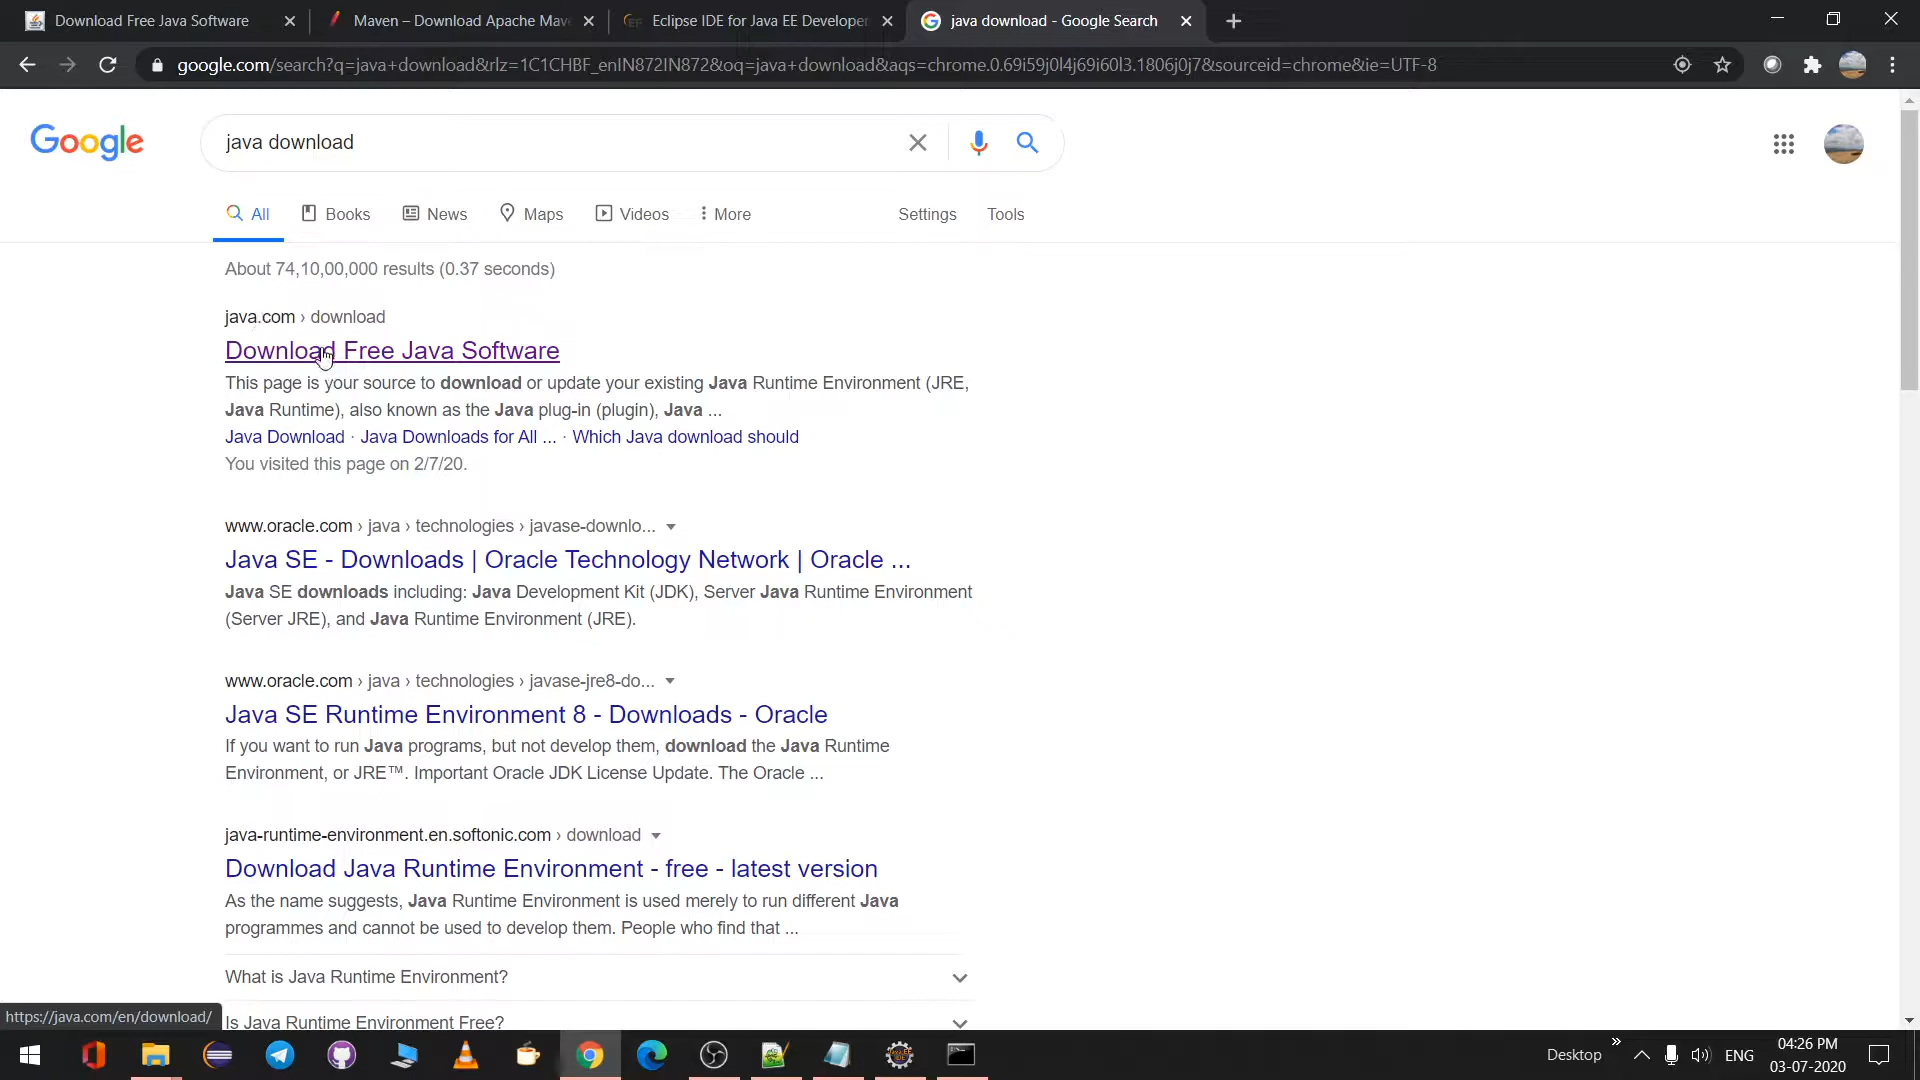 Download Free Java Software
Maven – Download Apache Mav
Eclipse IDE for Java EE Developer
java download - Google Search
google.com/search?q=java+download&rlz=1C1CHBF_enIN872IN872&oq=java+download&aqs=chrome.0.69i59j0l4j69i60l3.1806j0j7&sourceid=chrome&ie=UTF-8
Google
java download
All
Books
News
Maps
Videos
More
Settings
Tools
About 74,10,00,000 results (0.37 seconds)
java.com › download
Download Free Java Software
This page is your source to download or update your existing Java Runtime Environment (JRE,
Java Runtime), also known as the Java plug-in (plugin), Java ...
Java Download · Java Downloads for All ... · Which Java download should
You visited this page on 2/7/20.
www.oracle.com › java › technologies › javase-downlo...
Java SE - Downloads | Oracle Technology Network | Oracle ...
Java SE downloads including: Java Development Kit (JDK), Server Java Runtime Environment
(Server JRE), and Java Runtime Environment (JRE).
www.oracle.com › java › technologies › javase-jre8-do...
Java SE Runtime Environment 8 - Downloads - Oracle
If you want to run Java programs, but not develop them, download the Java Runtime
Environment, or JRE™. Important Oracle JDK License Update. The Oracle ...
java-runtime-environment.en.softonic.com › download
Download Java Runtime Environment - free - latest version
As the name suggests, Java Runtime Environment is used merely to run different Java
programmes and cannot be used to develop them. People who find that ...
What is Java Runtime Environment?
Is Java Runtime Environment Free?
https://java.com/en/download/
Desktop
ENG
04:26 PM
03-07-2020